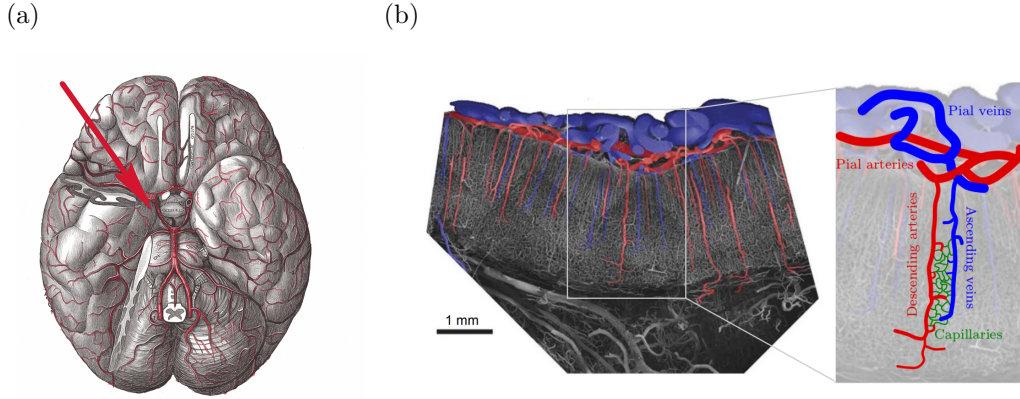 (a)
(b)
Pial veins
Pial arteries
Descending arteries
Ascending veins
Capillaries
1 mm